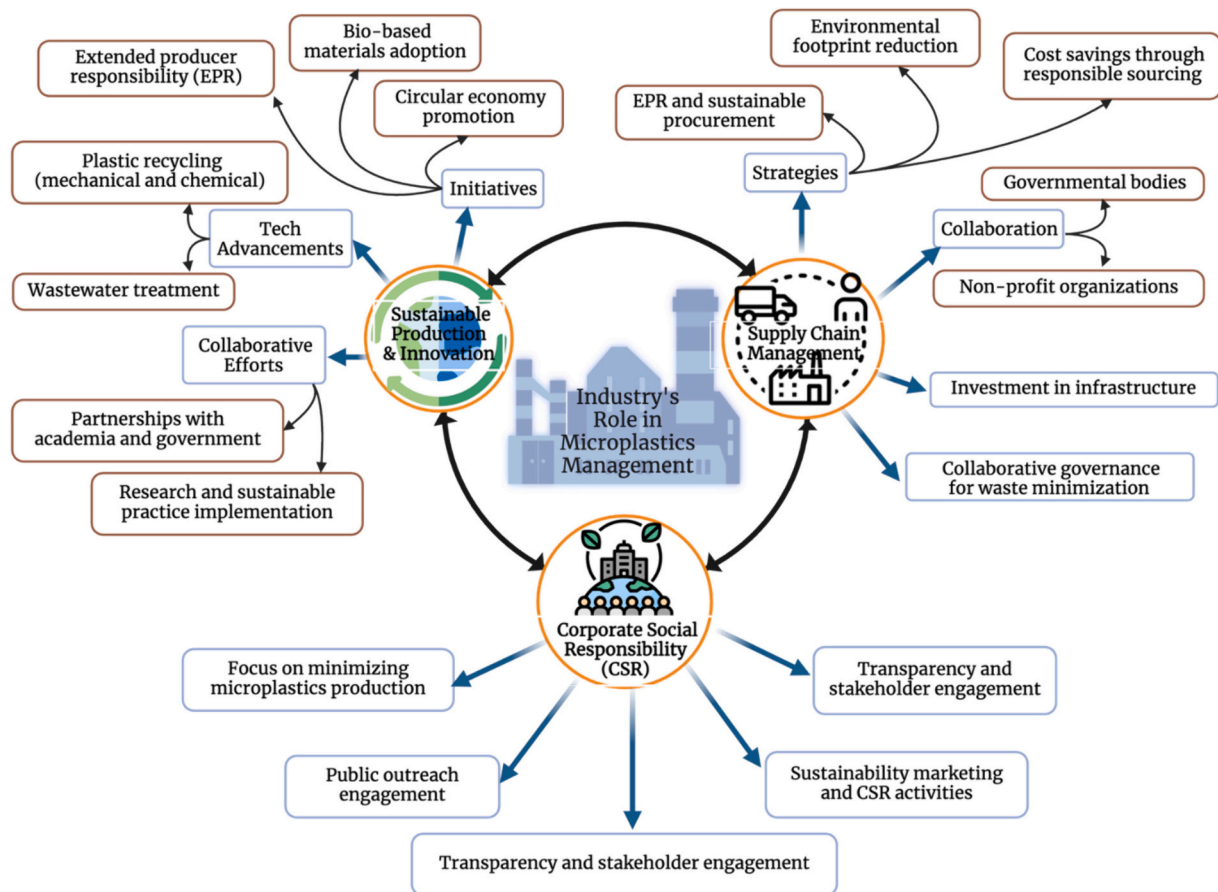 Bio-based
materials adoption
Extended producer
responsibility (EPR)
Circular economy
promotion
Plastic recycling
(mechanical and chemical)
Initiatives
Tech
Advancements
Wastewater treatment
Collaborative
Efforts
Partnerships with
academia and government
Research and sustainable
practice implementation
Sustainable
Production
& Innovation
Environmental
footprint reduction
Cost savings through
responsible sourcing
EPR and sustainable
procurement
Strategies
Governmental bodies
Collaboration
Non-profit organizations
Supply Chain
Management
Investment in infrastructure
Collaborative governance
for waste minimization
Industry's
Role in
Microplastics
Management
Corporate Social
Responsibility
(CSR)
Focus on minimizing
microplastics production
Transparency and
stakeholder engagement
Public outreach
engagement
Sustainability marketing
and CSR activities
Transparency and stakeholder engagement